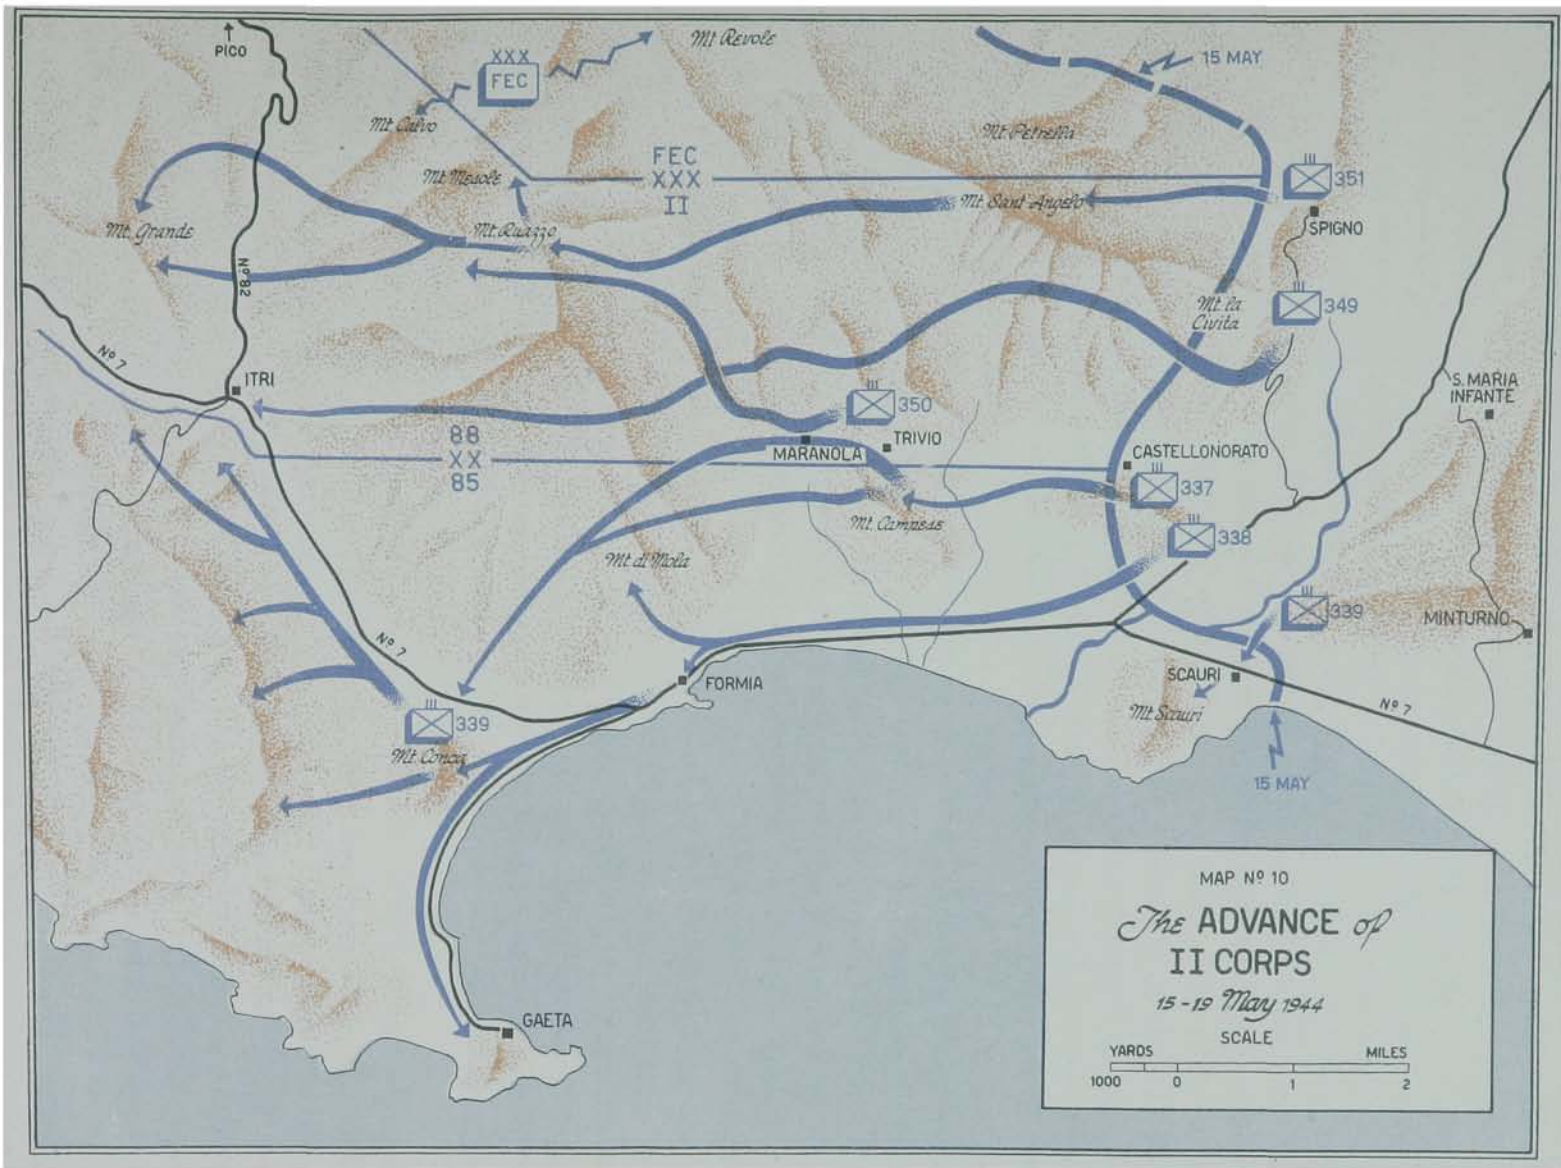 PICO
XXX
FEC
Mt. Revole
15 MAY
Mt. Calvo
Mt. Petrella
FEC
XXX
II
Mt. Mesole
351
Mt. Sant' Angelo
SPIGNO
Mt. Grande
Mt. Ruazzo
Nº 82
Mt. la
Civita
349
Nº 7
ITRI
S. MARIA
INFANTE
350
88
XX
85
MARANOLA
TRIVIO
CASTELLONORATO
337
Mt. Campese
338
Mt. di Mola
339
MINTURNO
Nº 7
SCAURI
FORMIA
Mt. Scauri
Nº 7
339
Mt. Conca
15 MAY
GAETA
MAP Nº 10
The ADVANCE of
II CORPS
15-19 May 1944
SCALE
YARDS MILES
1000 0 1 2